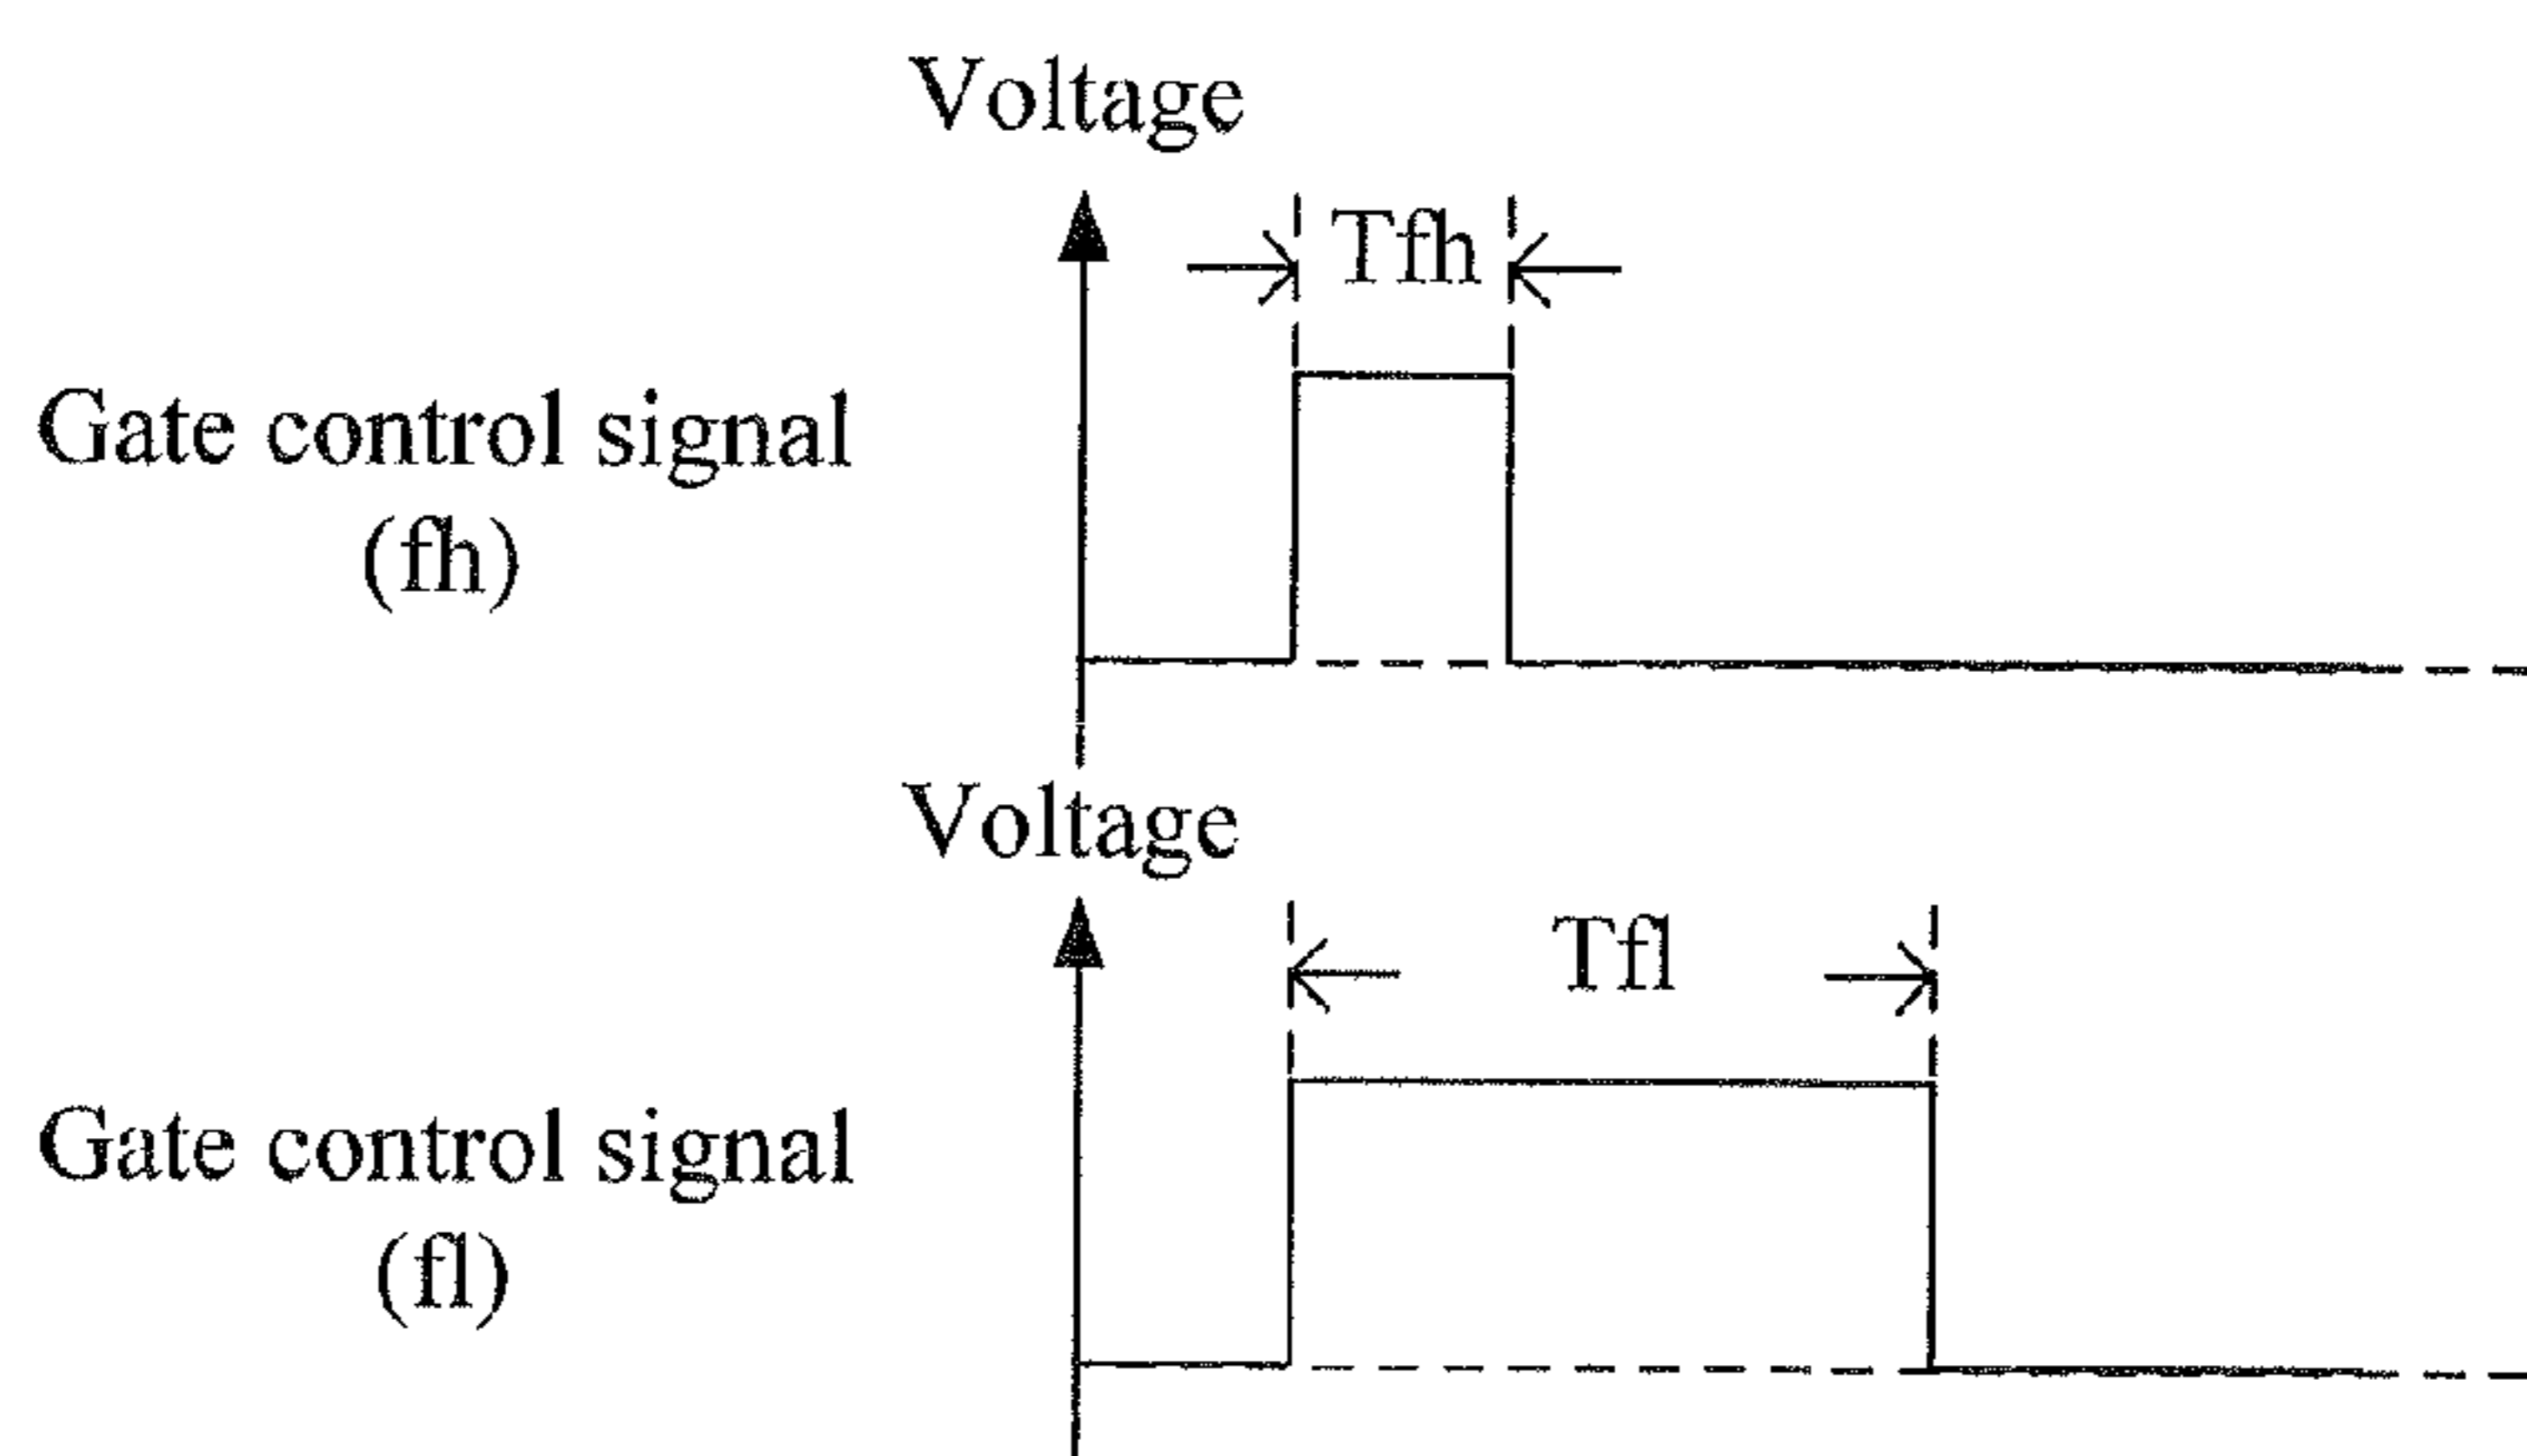 Voltage
Tfh
Gate control signal
(fh)
Voltage
Tfl
Gate control signal
(fl)